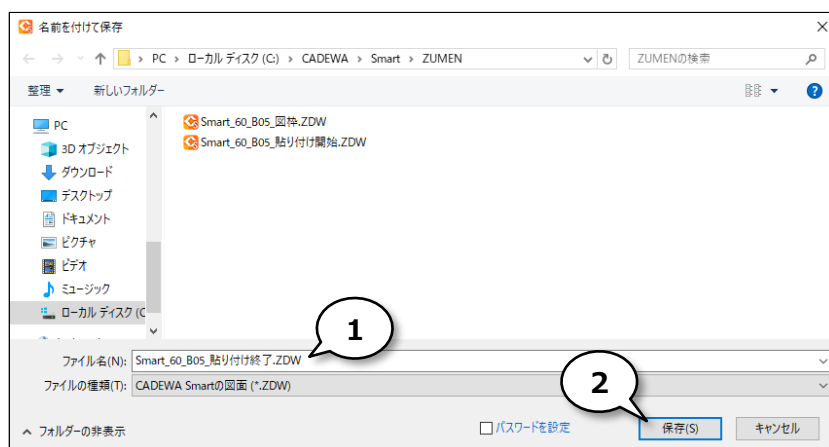 名前を付けて保存
PC › ローカル ディスク (C:) › CADEWA › Smart › ZUMEN
ZUMENの検索
整理 新しいフォルダー
PC
3D オブジェクト
ダウンロード
デスクトップ
ドキュメント
ピクチャ
ビデオ
ミュージック
ローカル ディスク (C
Smart_60_B05_図枠.ZDW
Smart_60_B05_貼り付け開始.ZDW
1
ファイル名(N): Smart_60_B05_貼り付け終了.ZDW
ファイルの種類(T): CADEWA Smartの図面 (*.ZDW)
2
フォルダーの非表示
パスワードを設定
保存(S)
キャンセル